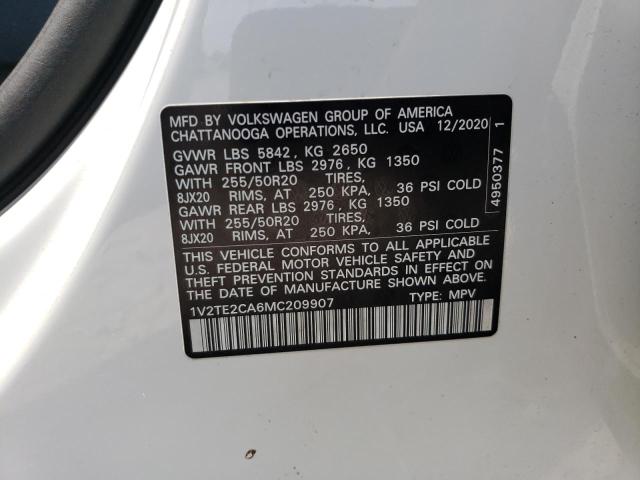 MFD BY VOLKSWAGEN GROUP OF AMERICA
CHATTANOOGA OPERATIONS, LLC. USA 12/2020
GVWR LBS 5842, KG 2650
GAWR FRONT LBS 2976, KG 1350
WITH 255/50R20 TIRES,
8JX20 RIMS, AT 250 KPA, 36 PSI COLD
GAWR REAR LBS 2976, KG 1350
WITH 255/50R20 TIRES,
8JX20 RIMS, AT 250 KPA, 36 PSI COLD
THIS VEHICLE CONFORMS TO ALL APPLICABLE
U.S. FEDERAL MOTOR VEHICLE SAFETY AND
THEFT PREVENTION STANDARDS IN EFFECT ON
THE DATE OF MANUFACTURE SHOWN ABOVE.
1V2TE2CA6MC209907 TYPE: MPV
4950377 1